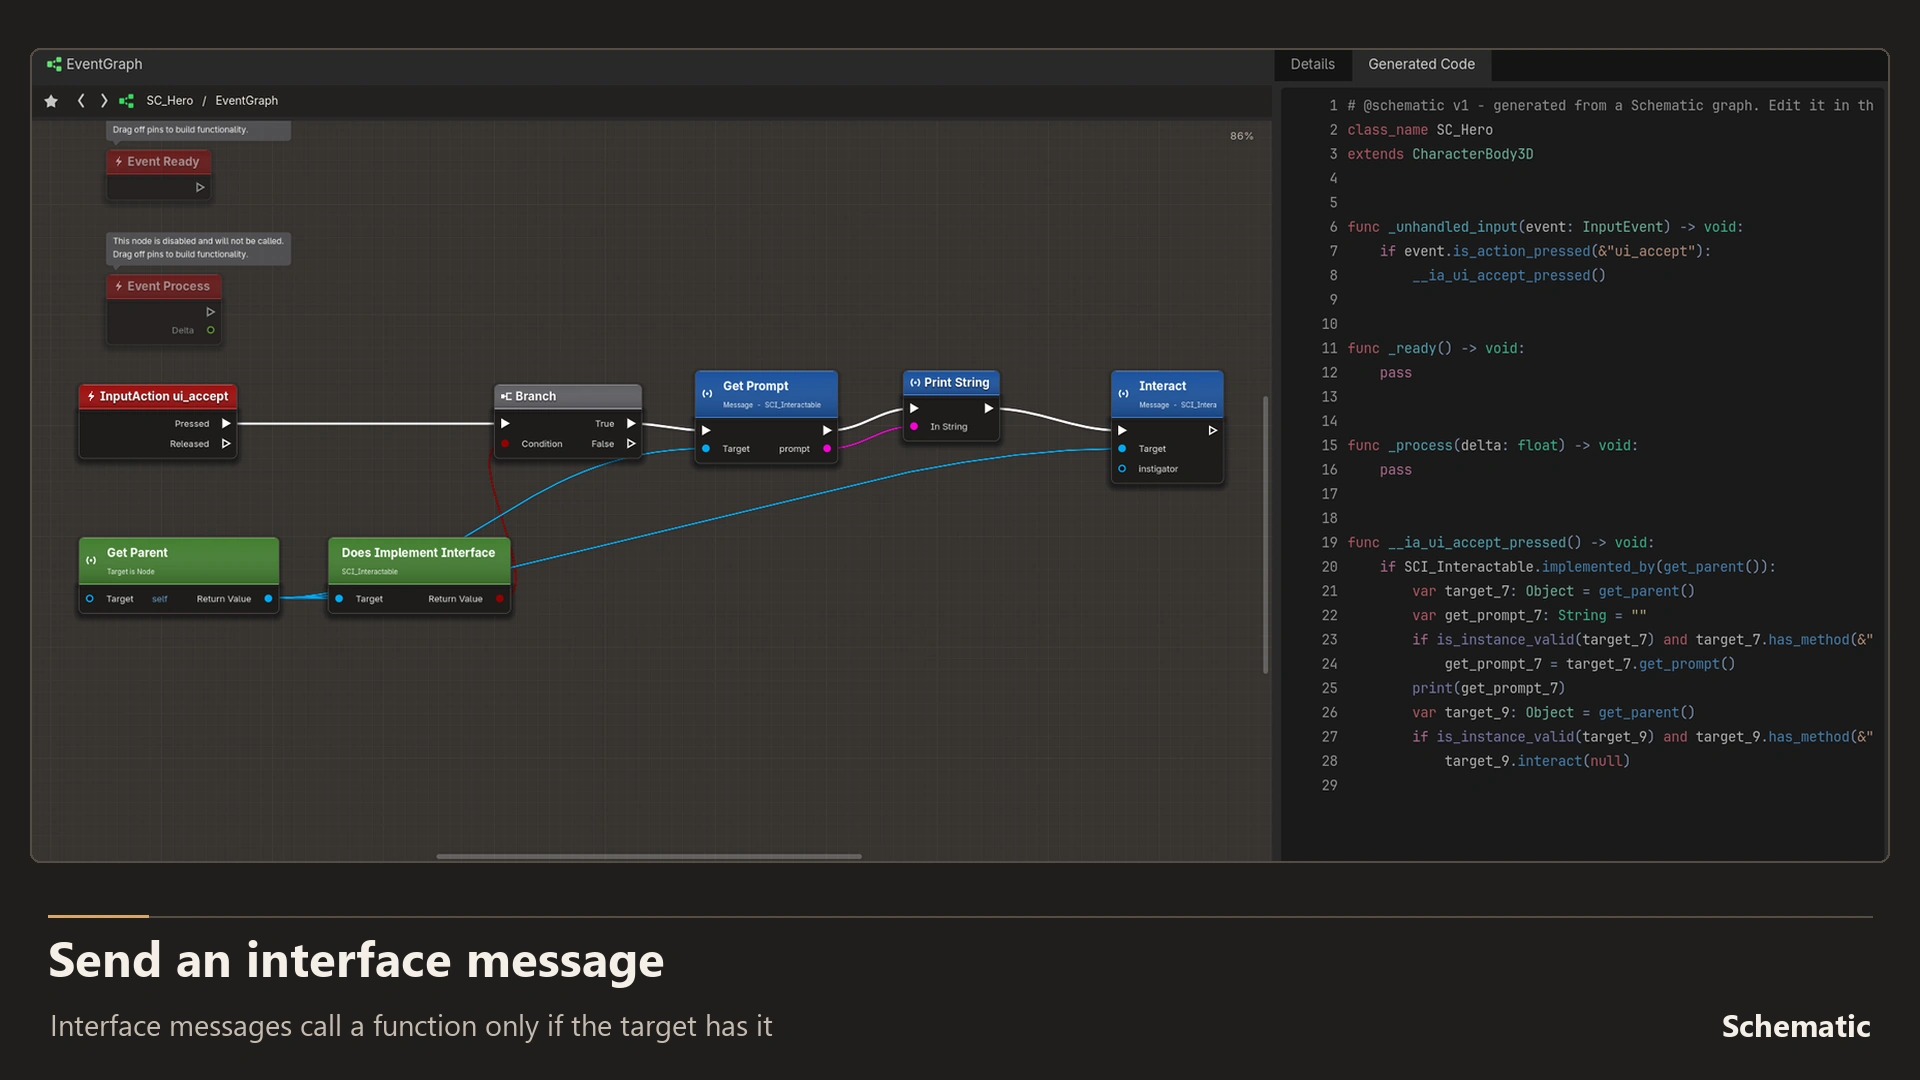 EventGraph
SC_Hero / EventGraph
86%
Drag off pins to build functionality.
Event Ready
This node is disabled and will not be called.
Drag off pins to build functionality.
Event Process
Delta
InputAction ui_accept
Pressed
Released
Branch
True
Condition False
Get Prompt
Message - SCI_Interactable
Target prompt
Print String
In String
Interact
Message - SCI_Intera
Target
instigator
Get Parent
Target is Node
Target self Return Value
Does Implement Interface
SCI_Interactable
Target Return Value
Details Generated Code
1 # @schematic v1 - generated from a Schematic graph. Edit it in th
2 class_name SC_Hero
3 extends CharacterBody3D
4
5
6 func _unhandled_input(event: InputEvent) -> void:
7 if event.is_action_pressed(&"ui_accept"):
8 __ia_ui_accept_pressed()
9
10
11 func _ready() -> void:
12 pass
13
14
15 func _process(delta: float) -> void:
16 pass
17
18
19 func __ia_ui_accept_pressed() -> void:
20 if SCI_Interactable.implemented_by(get_parent()):
21 var target_7: Object = get_parent()
22 var get_prompt_7: String = ""
23 if is_instance_valid(target_7) and target_7.has_method(&"
24 get_prompt_7 = target_7.get_prompt()
25 print(get_prompt_7)
26 var target_9: Object = get_parent()
27 if is_instance_valid(target_9) and target_9.has_method(&"
28 target_9.interact(null)
29
Send an interface message
Interface messages call a function only if the target has it
Schematic